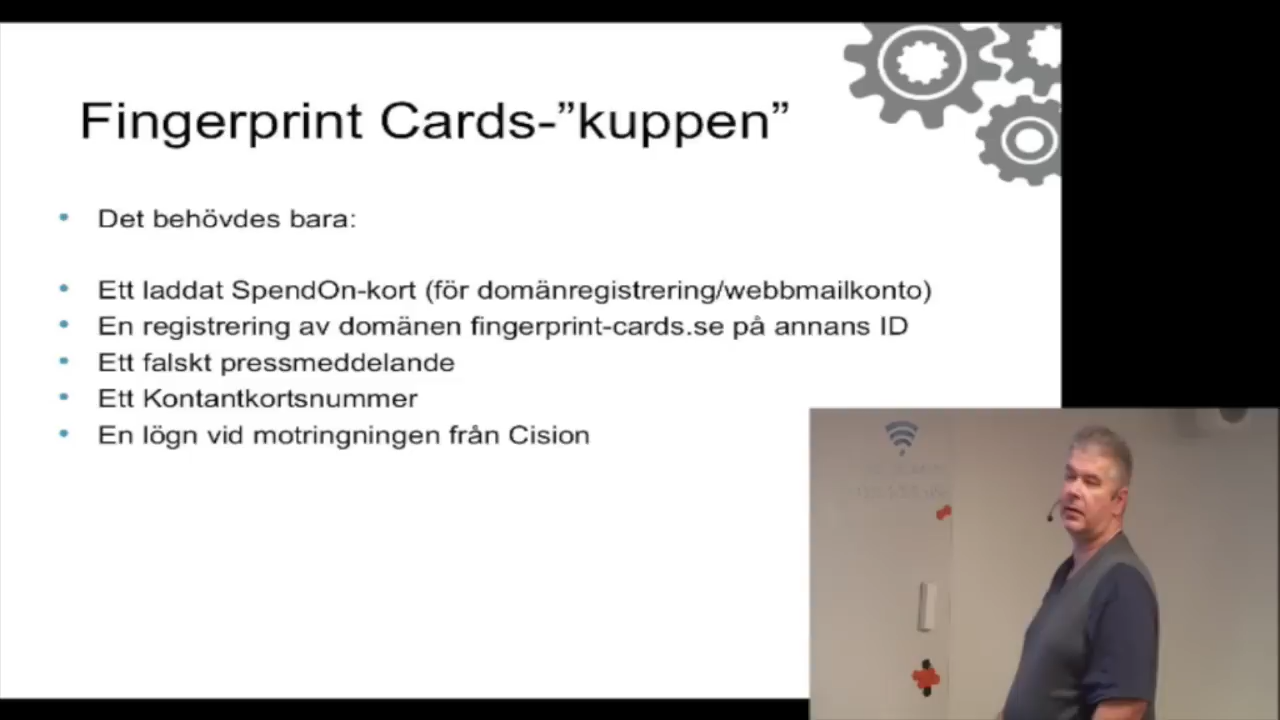 Fingerprint Cards-”kuppen”
• Det behövdes bara:
• Ett laddat SpendOn-kort (för domänregistrering/webbmailkonto)
• En registrering av domänen fingerprint-cards.se på annans ID
• Ett falskt pressmeddelande
• Ett Kontantkortsnummer
• En lögn vid motringningen från Cision